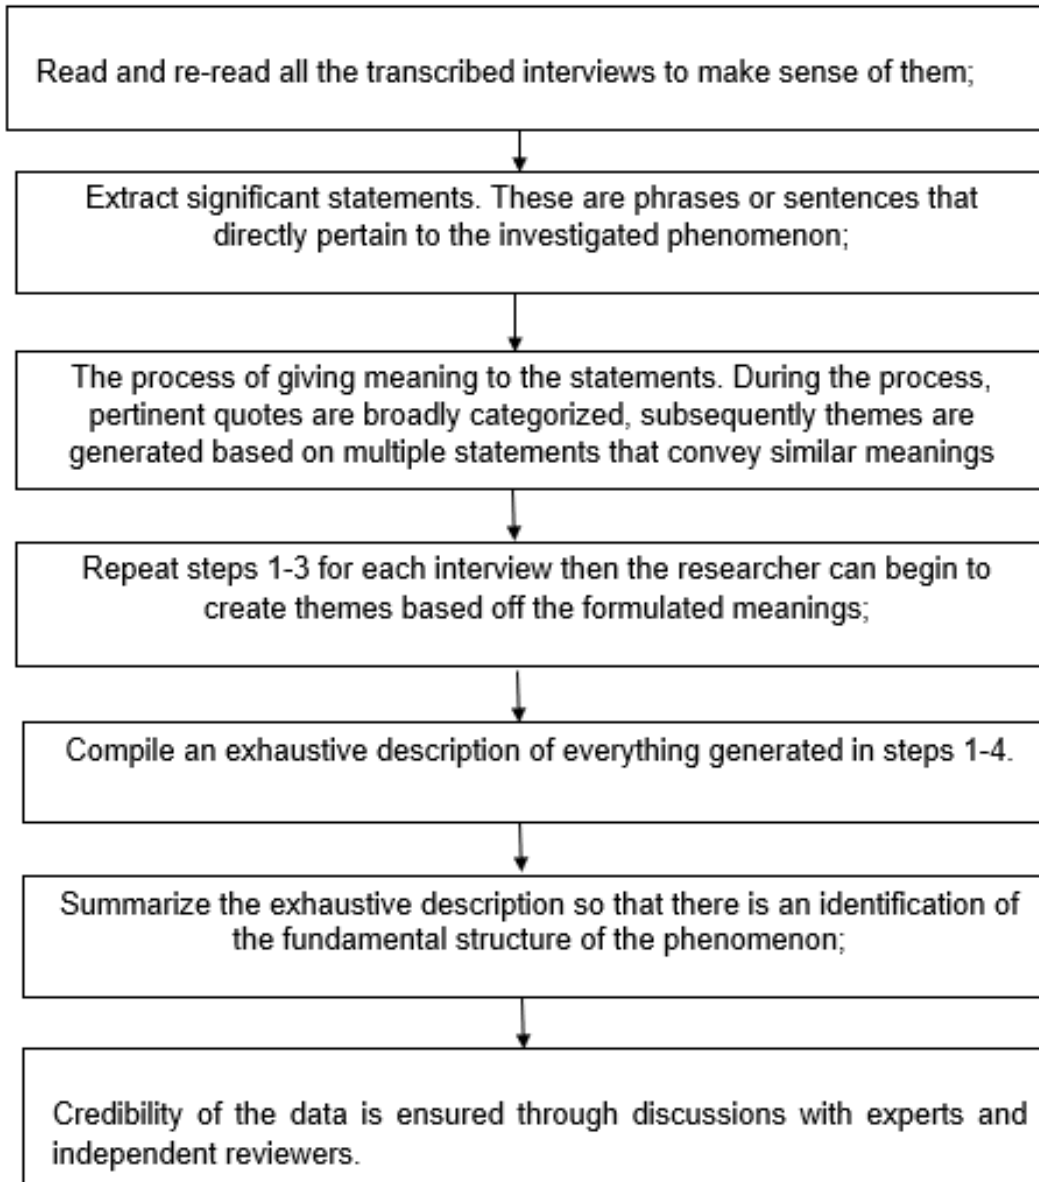 Read and re-read all the transcribed interviews to make sense of them;
Extract significant statements. These are phrases or sentences that
directly pertain to the investigated phenomenon;
The process of giving meaning to the statements. During the process,
pertinent quotes are broadly categorized, subsequently themes are
generated based on multiple statements that convey similar meanings
Repeat steps 1-3 for each interview then the researcher can begin to
create themes based off the formulated meanings;
Compile an exhaustive description of everything generated in steps 1-4.
Summarize the exhaustive description so that there is an identification of
the fundamental structure of the phenomenon;
Credibility of the data is ensured through discussions with experts and
independent reviewers.